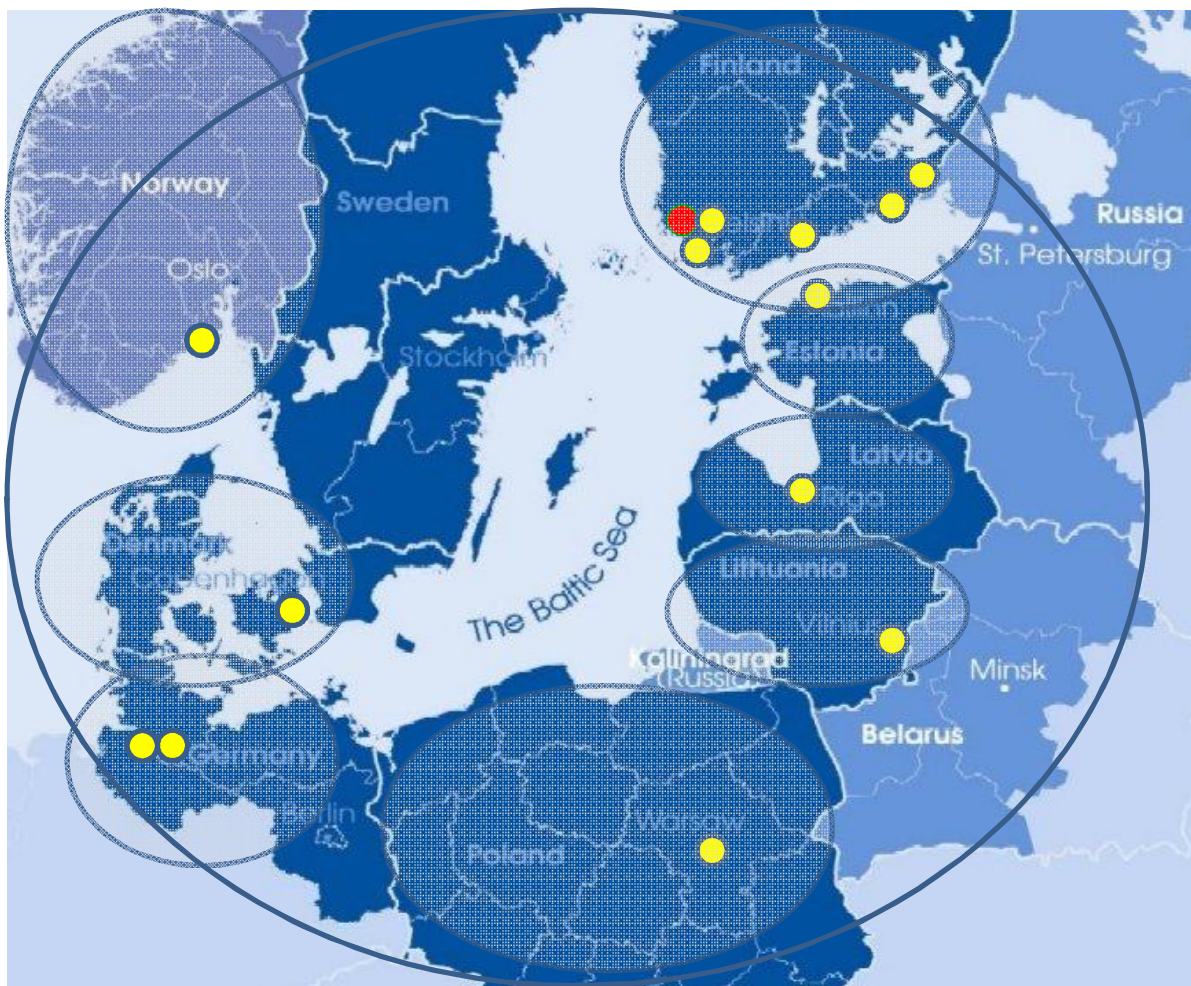 Finland
Norway
Sweden
Russia
St. Petersburg
Oslo
Stockholm
Estonia
Latvia
Riga
Denmark
Copenhagen
Lithuania
The Baltic Sea
Vilnius
Kaliningrad
(Russia)
Minsk
Belarus
Germany
Berlin
Warsaw
Poland